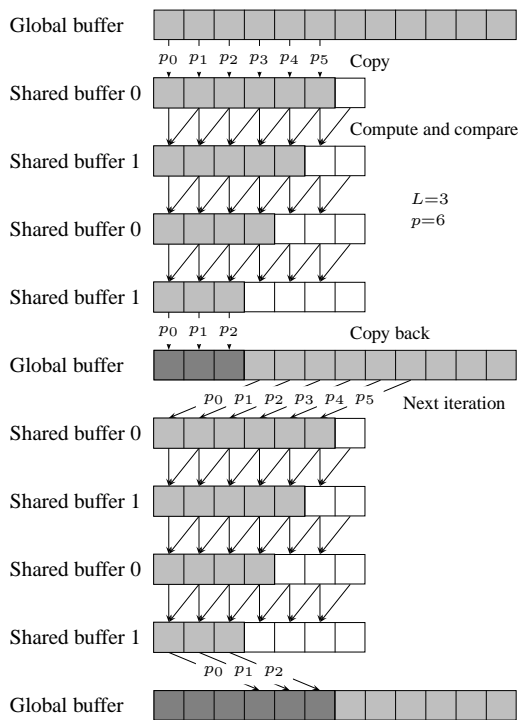 Global buffer
p0 p1 p2 p3 p4 p5 Copy
Shared buffer 0
Compute and compare
Shared buffer 1
L=3
p=6
Shared buffer 0
Shared buffer 1
p0 p1 p2 Copy back
Global buffer
p0 p1 p2 p3 p4 p5 Next iteration
Shared buffer 0
Shared buffer 1
Shared buffer 0
Shared buffer 1
p0 p1 p2
Global buffer